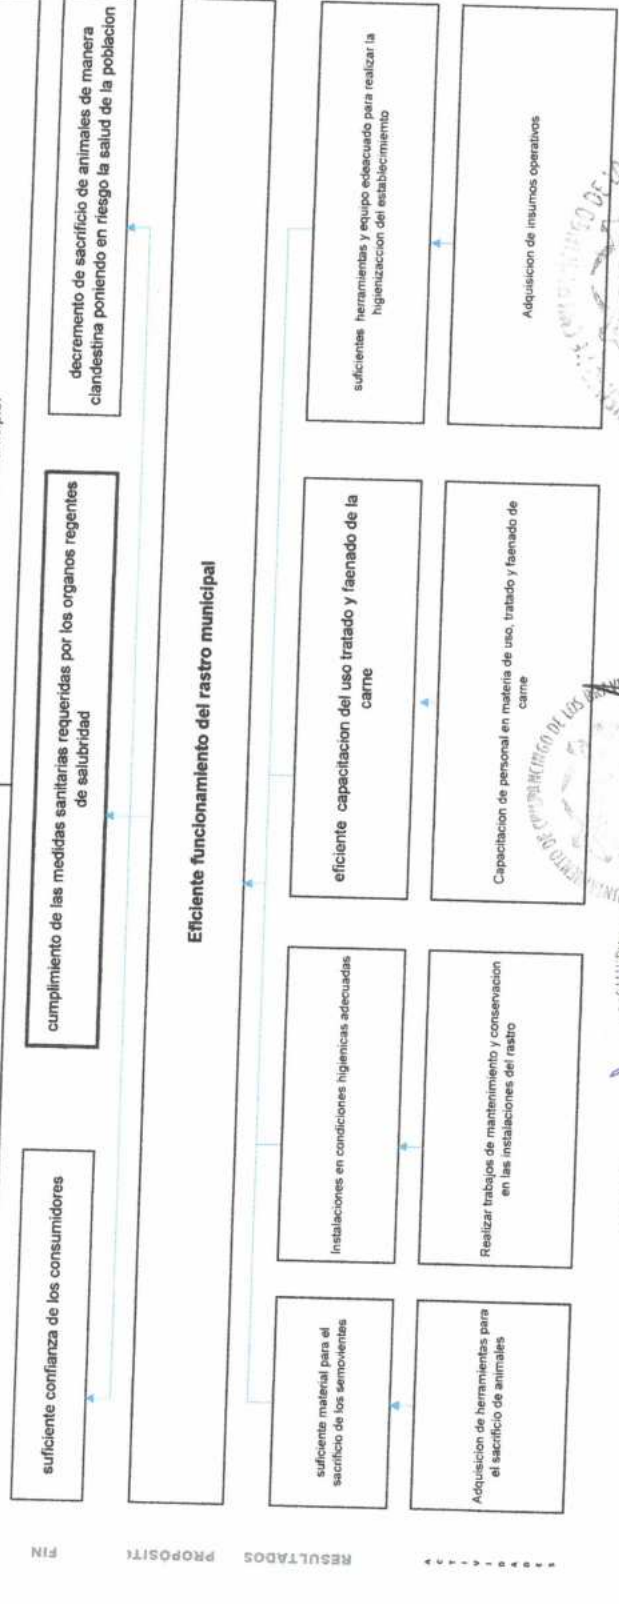 FIN
suficiente confianza de los consumidores
cumplimiento de las medidas sanitarias requeridas por los organos regentes
de salubridad
decremento de sacrificio de animales de manera
clandestina poniendo en riesgo la salud de la poblacion
PROPOSITO
Eficiente funcionamiento del rastro municipal
RESULTADOS
suficiente material para el
sacrificio de los semovientes
Instalaciones en condiciones higienicas adecuadas
eficiente capacitacion del uso tratado y faenado de la
carne
suficientes herramientas y equipo edeacuado para realizar la
higienizaccion del establecimiemto
ACTIVIDADES
Adquisicion de herramientas para
el sacrificio de animales
Realizar trabajos de mantenimiento y conservacion
en las instalaciones del rastro
Capacitacion de personal en materia de uso, tratado y faenado de
carne
Adquisicion de insumos operativos